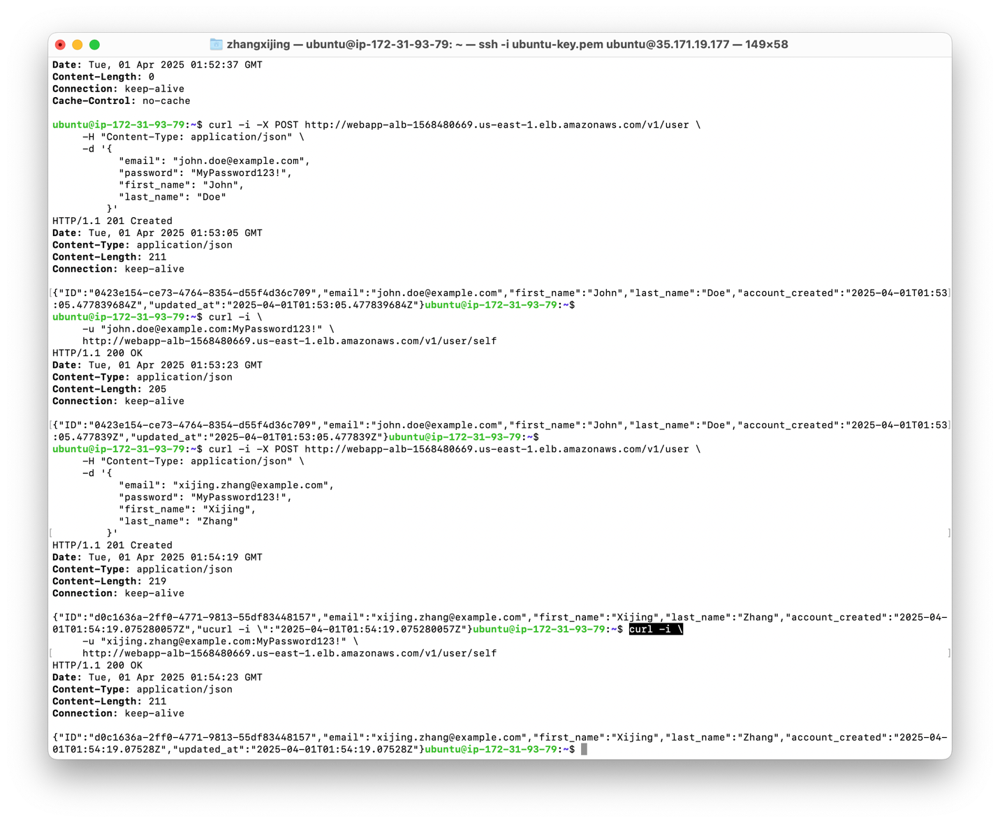 zhangxijing — ubuntu@ip-172-31-93-79: ~ — ssh -i ubuntu-key.pem ubuntu@35.171.19.177 — 149×58
Date: Tue, 01 Apr 2025 01:52:37 GMT
Content-Length: 0
Connection: keep-alive
Cache-Control: no-cache
ubuntu@ip-172-31-93-79:~$ curl -i -X POST http://webapp-alb-1568480669.us-east-1.elb.amazonaws.com/v1/user \
     -H "Content-Type: application/json" \
     -d '{
           "email": "john.doe@example.com",
           "password": "MyPassword123!",
           "first_name": "John",
           "last_name": "Doe"
         }'
HTTP/1.1 201 Created
Date: Tue, 01 Apr 2025 01:53:05 GMT
Content-Type: application/json
Content-Length: 211
Connection: keep-alive
[{"ID":"0423e154-ce73-4764-8354-d55f4d36c709","email":"john.doe@example.com","first_name":"John","last_name":"Doe","account_created":"2025-04-01T01:53]
:05.477839684Z","updated_at":"2025-04-01T01:53:05.477839684Z"}ubuntu@ip-172-31-93-79:~$
ubuntu@ip-172-31-93-79:~$ curl -i \
     -u "john.doe@example.com:MyPassword123!" \
     http://webapp-alb-1568480669.us-east-1.elb.amazonaws.com/v1/user/self
HTTP/1.1 200 OK
Date: Tue, 01 Apr 2025 01:53:23 GMT
Content-Type: application/json
Content-Length: 205
Connection: keep-alive
[{"ID":"0423e154-ce73-4764-8354-d55f4d36c709","email":"john.doe@example.com","first_name":"John","last_name":"Doe","account_created":"2025-04-01T01:53]
:05.477839Z","updated_at":"2025-04-01T01:53:05.477839Z"}ubuntu@ip-172-31-93-79:~$
ubuntu@ip-172-31-93-79:~$ curl -i -X POST http://webapp-alb-1568480669.us-east-1.elb.amazonaws.com/v1/user \
     -H "Content-Type: application/json" \
     -d '{
           "email": "xijing.zhang@example.com",
           "password": "MyPassword123!",
           "first_name": "Xijing",
           "last_name": "Zhang"
[         }' ]
HTTP/1.1 201 Created
Date: Tue, 01 Apr 2025 01:54:19 GMT
Content-Type: application/json
Content-Length: 219
Connection: keep-alive
{"ID":"d0c1636a-2ff0-4771-9813-55df83448157","email":"xijing.zhang@example.com","first_name":"Xijing","last_name":"Zhang","account_created":"2025-04-
01T01:54:19.075280057Z","ucurl -i \":"2025-04-01T01:54:19.075280057Z"}ubuntu@ip-172-31-93-79:~$ curl -i \
     -u "xijing.zhang@example.com:MyPassword123!" \
[     http://webapp-alb-1568480669.us-east-1.elb.amazonaws.com/v1/user/self ]
HTTP/1.1 200 OK
Date: Tue, 01 Apr 2025 01:54:23 GMT
Content-Type: application/json
Content-Length: 211
Connection: keep-alive
{"ID":"d0c1636a-2ff0-4771-9813-55df83448157","email":"xijing.zhang@example.com","first_name":"Xijing","last_name":"Zhang","account_created":"2025-04-
01T01:54:19.07528Z","updated_at":"2025-04-01T01:54:19.07528Z"}ubuntu@ip-172-31-93-79:~$